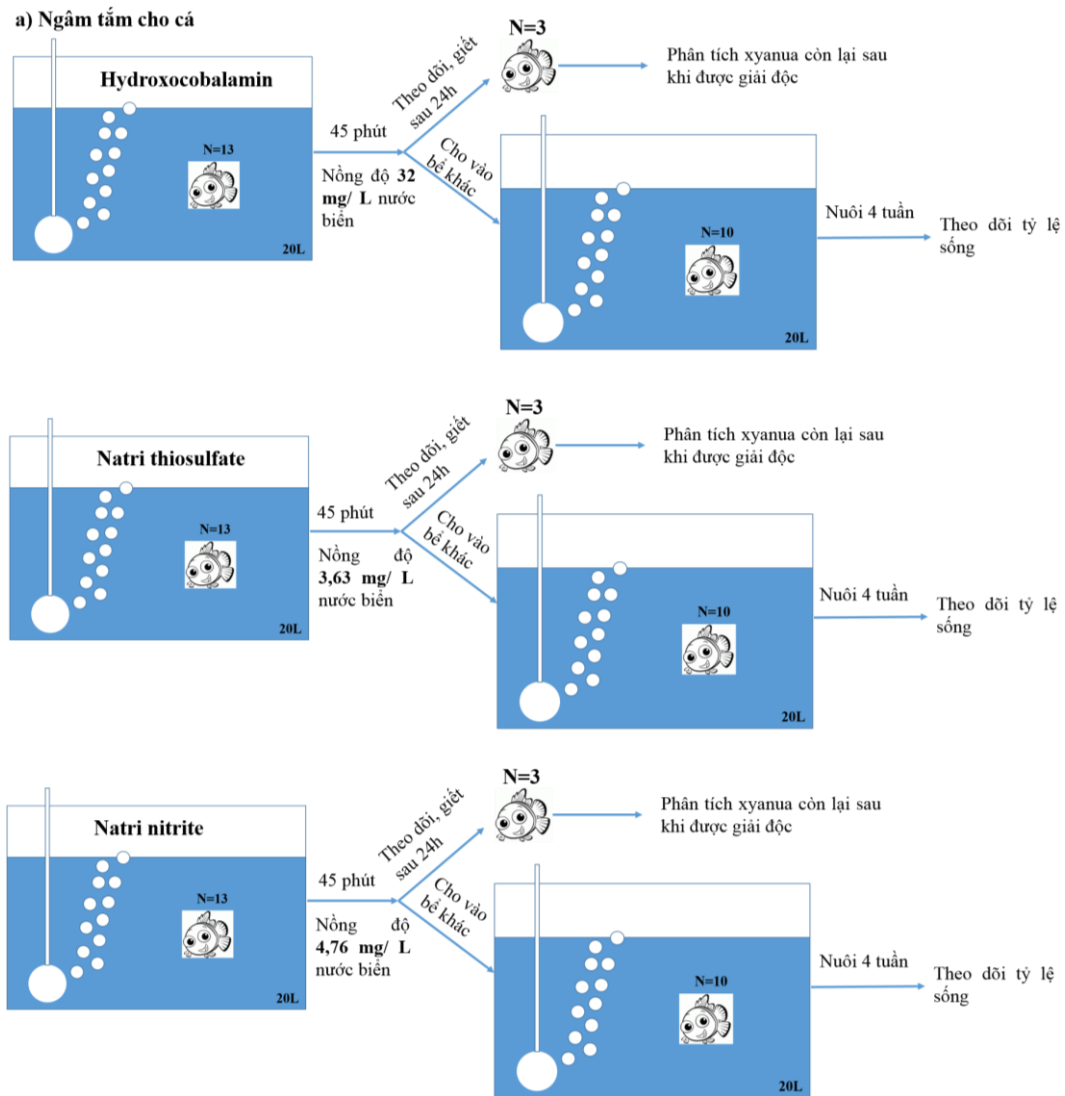 a) Ngâm tắm cho cá
Hydroxocobalamin
N=13
20L
45 phút
Nồng độ 32
mg/ L nước
biển
Theo dõi, giết
sau 24h
N=3
Phân tích xyanua còn lại sau
khi được giải độc
Cho vào
bể khác
N=10
20L
Nuôi 4 tuần
Theo dõi tỷ lệ
sống
Natri thiosulfate
N=13
20L
45 phút
Nồng độ
3,63 mg/ L
nước biển
Theo dõi, giết
sau 24h
N=3
Phân tích xyanua còn lại sau
khi được giải độc
Cho vào
bể khác
N=10
20L
Nuôi 4 tuần
Theo dõi tỷ lệ
sống
Natri nitrite
N=13
20L
45 phút
Nồng độ
4,76 mg/ L
nước biển
Theo dõi, giết
sau 24h
N=3
Phân tích xyanua còn lại sau
khi được giải độc
Cho vào
bể khác
N=10
20L
Nuôi 4 tuần
Theo dõi tỷ lệ
sống